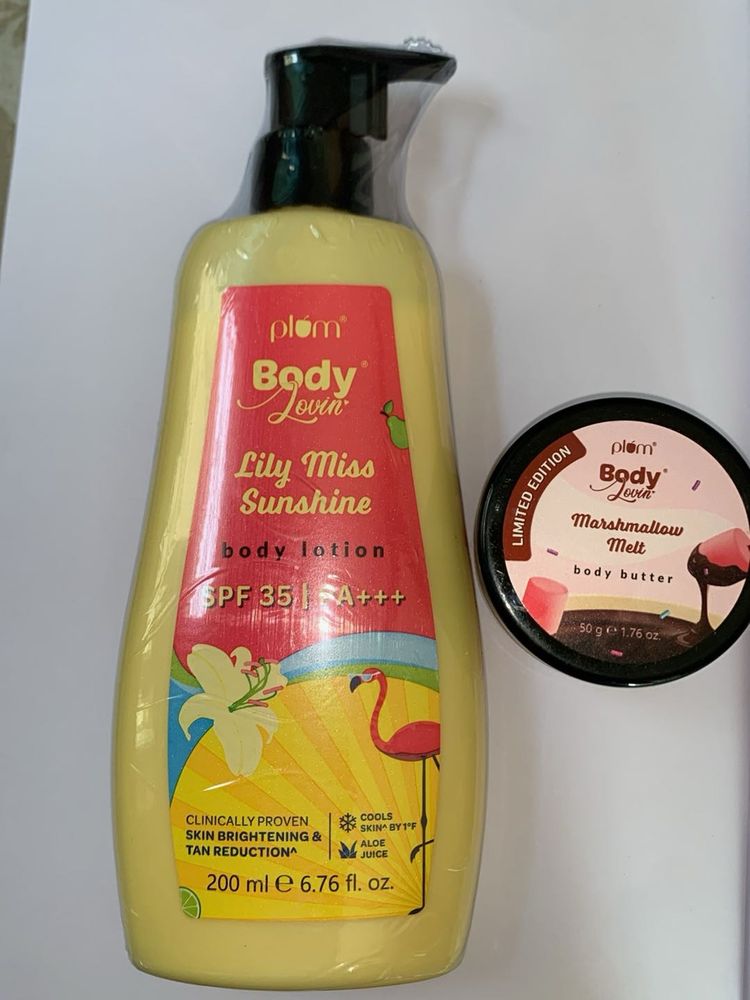 plum®
Body®
Lovin'
Lily Miss
Sunshine
body lotion
SPF 35 | PA+++
CLINICALLY PROVEN
SKIN BRIGHTENING &
TAN REDUCTION^
COOLS
SKIN^ BY 1°F
ALOE
JUICE
200 ml ℮ 6.76 fl. oz.
LIMITED EDITION
plum®
Body®
Lovin'
Marshmallow
Melt
body butter
50 g ℮ 1.76 oz.